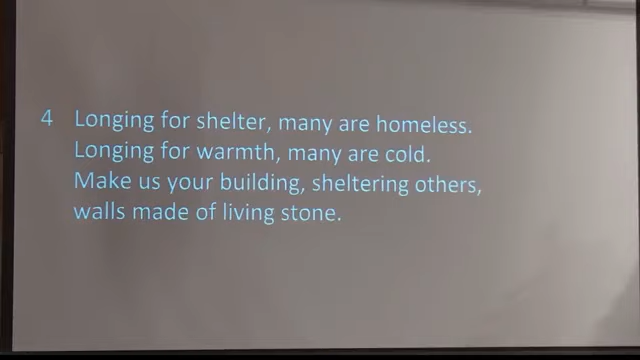 4 Longing for shelter, many are homeless.
Longing for warmth, many are cold.
Make us your building, sheltering others,
walls made of living stone.